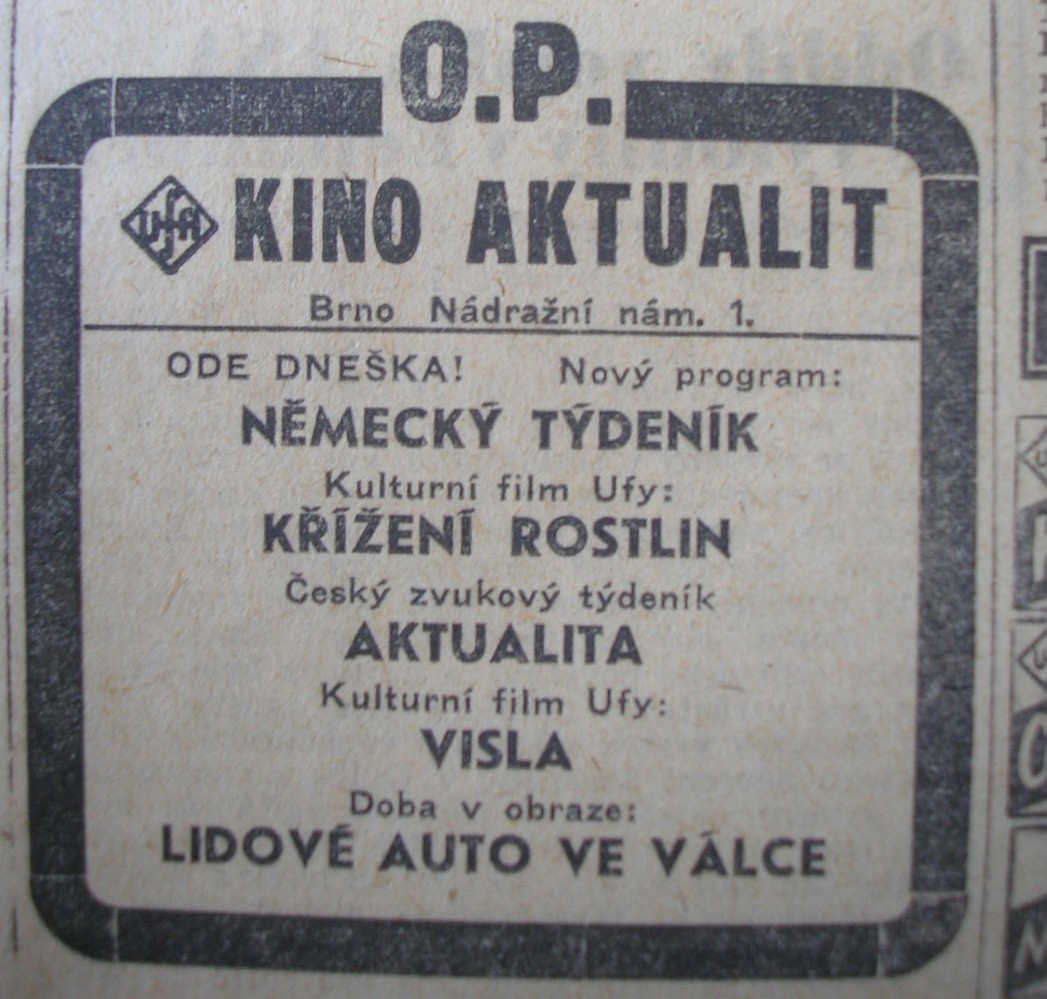 O.P.
UFA KINO AKTUALIT
Brno Nádražní nám. 1.
ODE DNEŠKA! Nový program:
NĚMECKÝ TÝDENÍK
Kulturní film Ufy:
KŘÍŽENÍ ROSTLIN
Český zvukový týdeník
AKTUALITA
Kulturní film Ufy:
VISLA
Doba v obraze:
LIDOVÉ AUTO VE VÁLCE